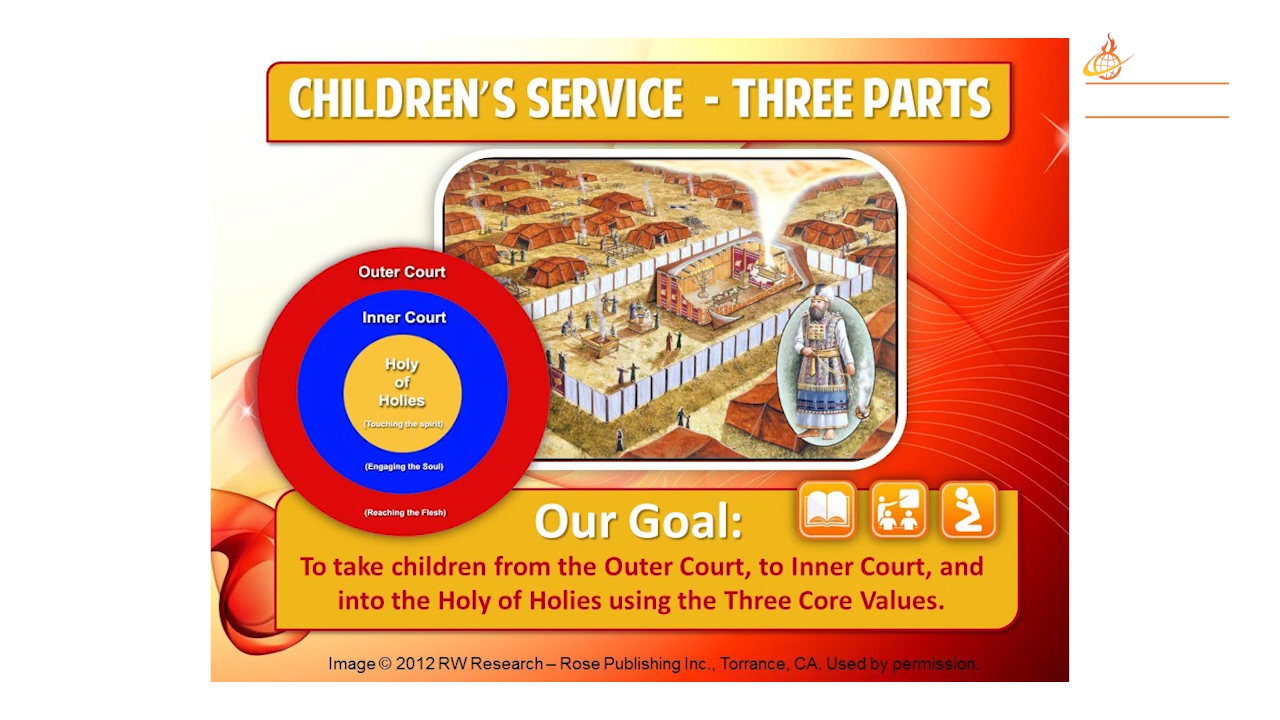 CHILDREN'S SERVICE - THREE PARTS
Outer Court
Inner Court
Holy
of
Holies
(Touching the spirit)
(Engaging the Soul)
(Reaching the Flesh)
Our Goal:
To take children from the Outer Court, to Inner Court, and
into the Holy of Holies using the Three Core Values.
Image © 2012 RW Research – Rose Publishing Inc., Torrance, CA. Used by permission.